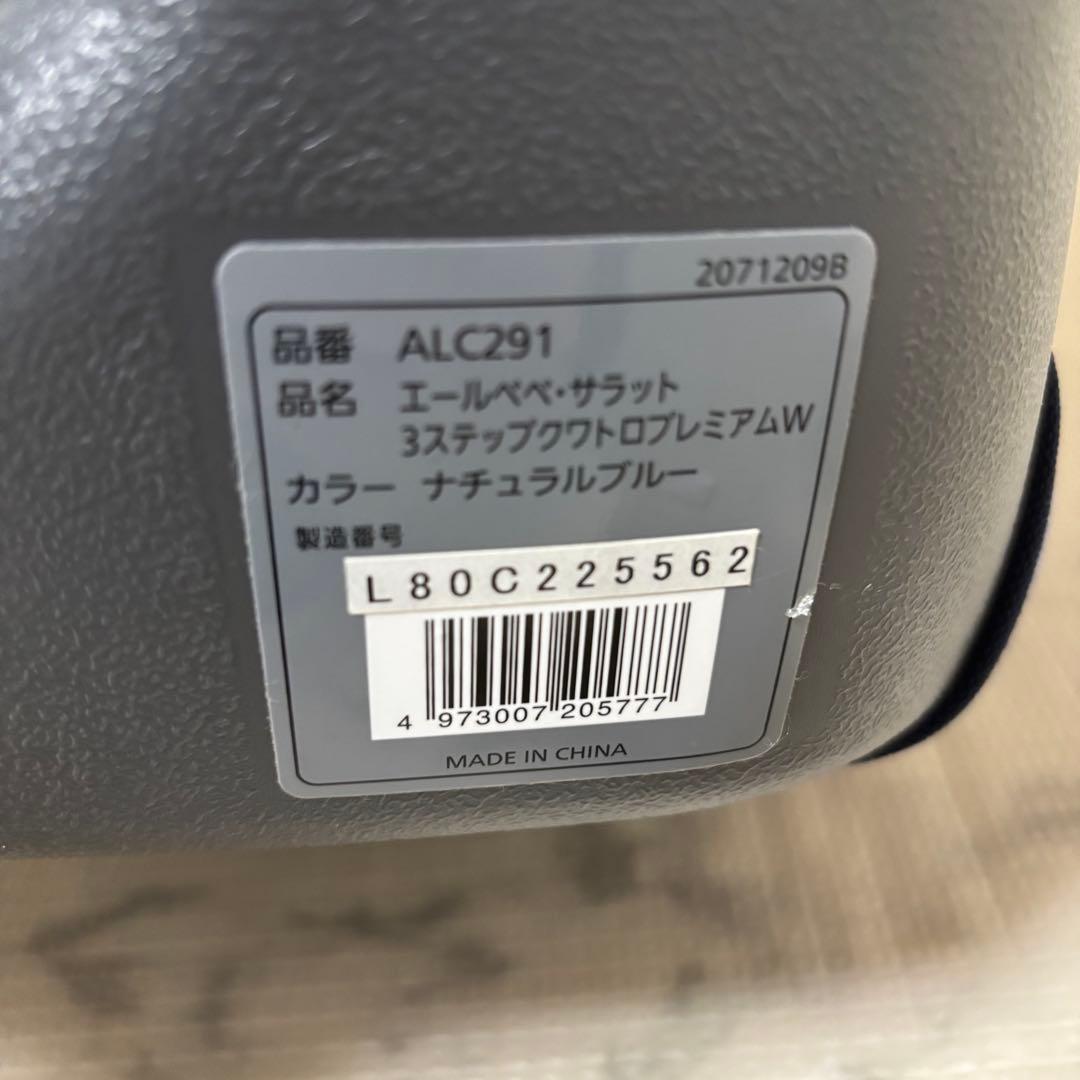 2071209B
品番 ALC291
品名 エールベベ・サラット
3ステップクワトロプレミアムW
カラー ナチュラルブルー
製造番号
L80C225562
4 973007 205777
MADE IN CHINA